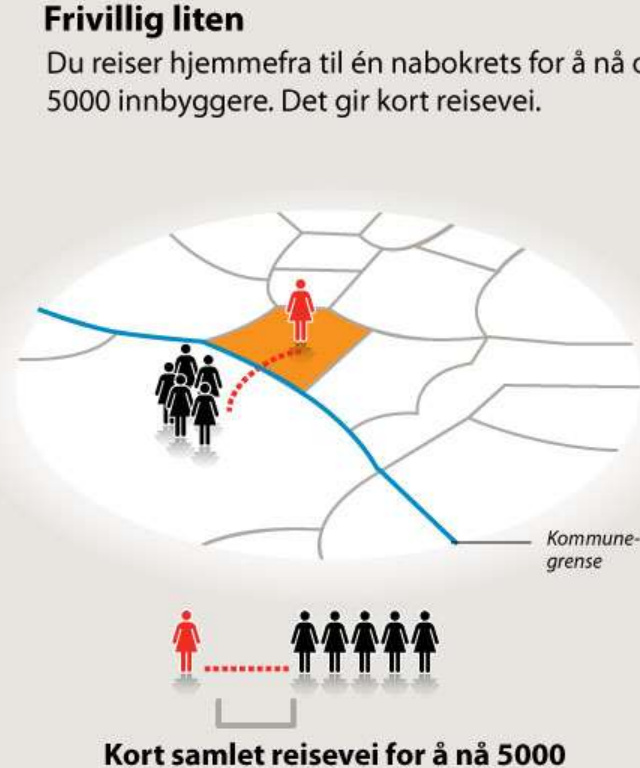 Frivillig liten
Du reiser hjemmefra til én nabokrets for å nå
5000 innbyggere. Det gir kort reisevei.
Kommune-
grense
Kort samlet reisevei for å nå 5000